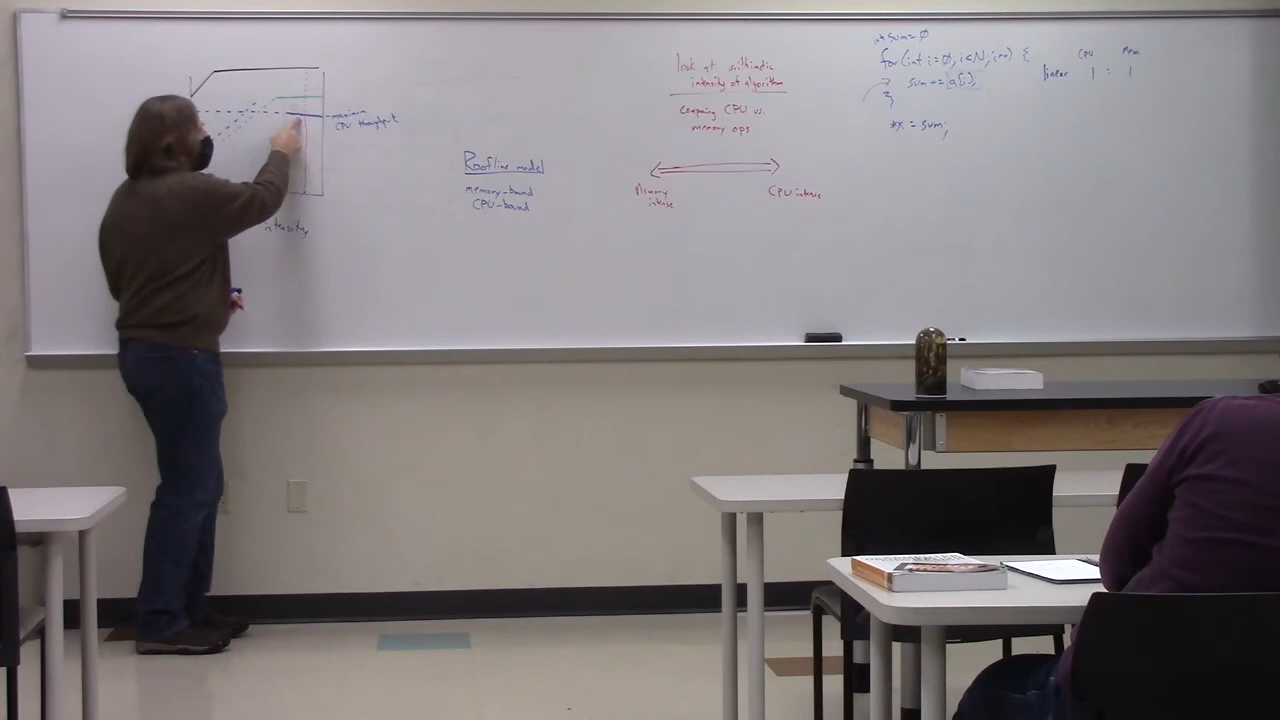 maximum
CPU throughput
intensity
Roofline model
memory-bound
CPU-bound
look at arithmetic
intensity of algorithm
Comparing CPU vs.
memory ops
Memory
intense
CPU intense
int sum = 0
for (int i=0; i<N; i++) {
sum += a[i];
}
*x = sum;
CPU Mem
linear 1 : 1